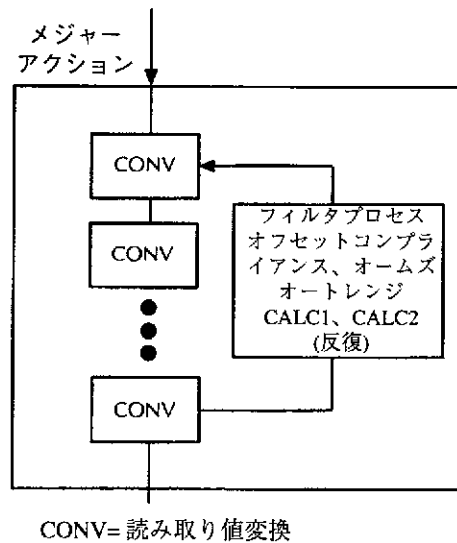 メジャー
アクション
CONV
CONV
CONV
フィルタプロセス
オフセットコンプラ
イアンス、オームズ
オートレンジ
CALC1、CALC2
(反復)
CONV= 読み取り値変換